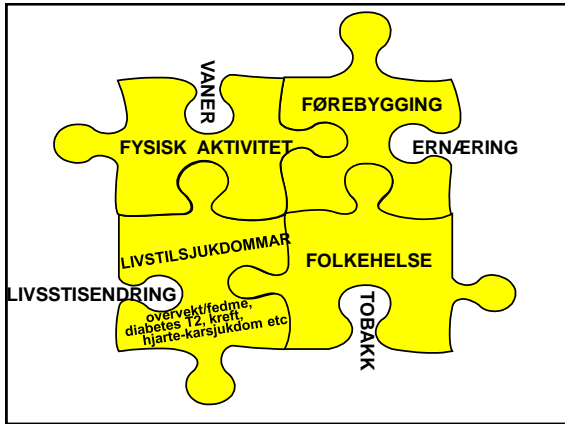 VANER
FØREBYGGING
FYSISK AKTIVITET
ERNÆRING
LIVSTILSJUKDOMMAR
FOLKEHELSE
LIVSSTISENDRING
overvekt/fedme,
diabetes T2, kreft,
hjarte-karsjukdom etc
TOBAKK